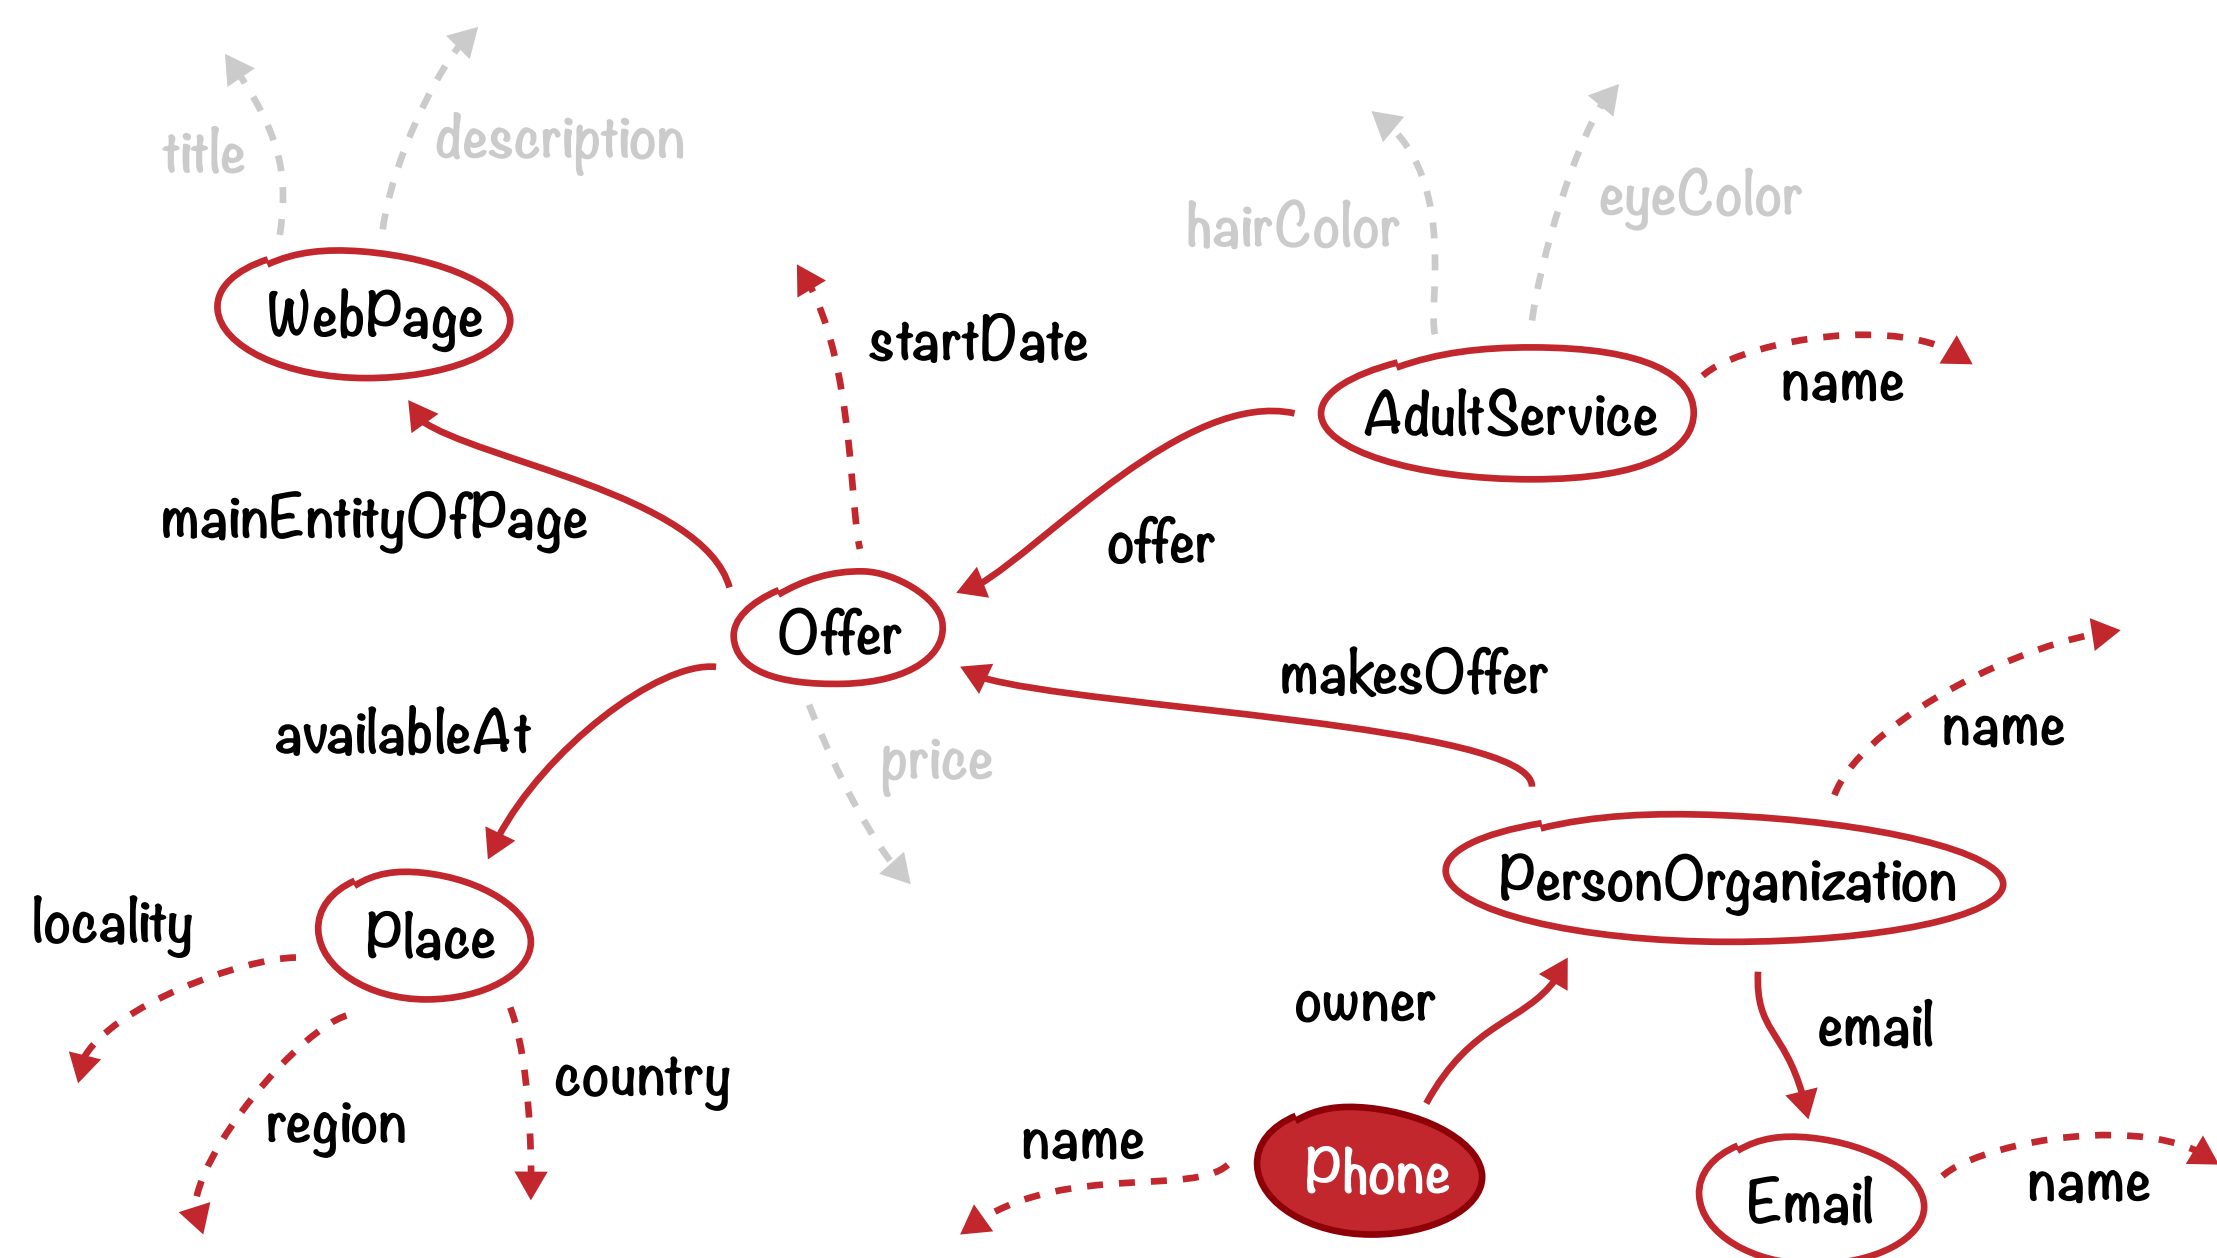 title
description
hairColor
eyeColor
WebPage
startDate
AdultService
name
mainEntityOfPage
offer
Offer
makesOffer
name
availableAt
price
PersonOrganization
locality
Place
owner
email
country
region
name
Phone
Email
name